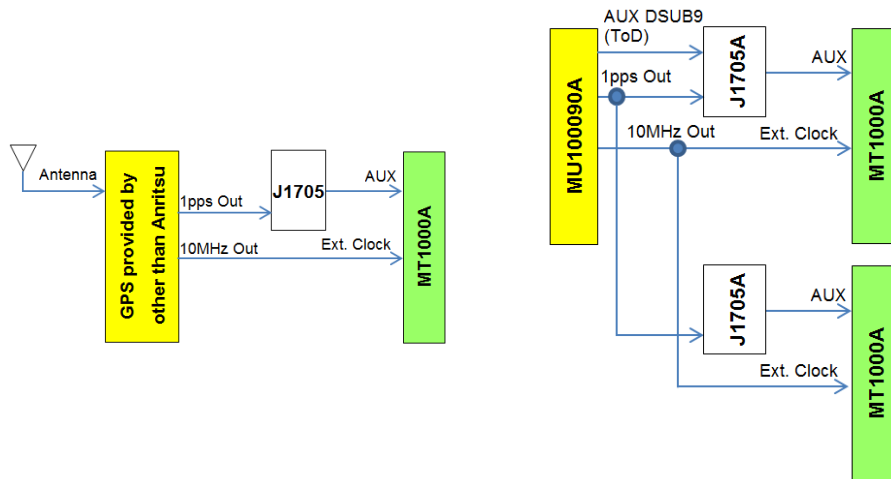 Antenna
GPS provided by
other than Anritsu
1pps Out
10MHz Out
J1705
AUX
Ext. Clock
MT1000A
MU100090A
AUX DSUB9
(ToD)
1pps Out
10MHz Out
J1705A
AUX
Ext. Clock
MT1000A
J1705A
AUX
Ext. Clock
MT1000A